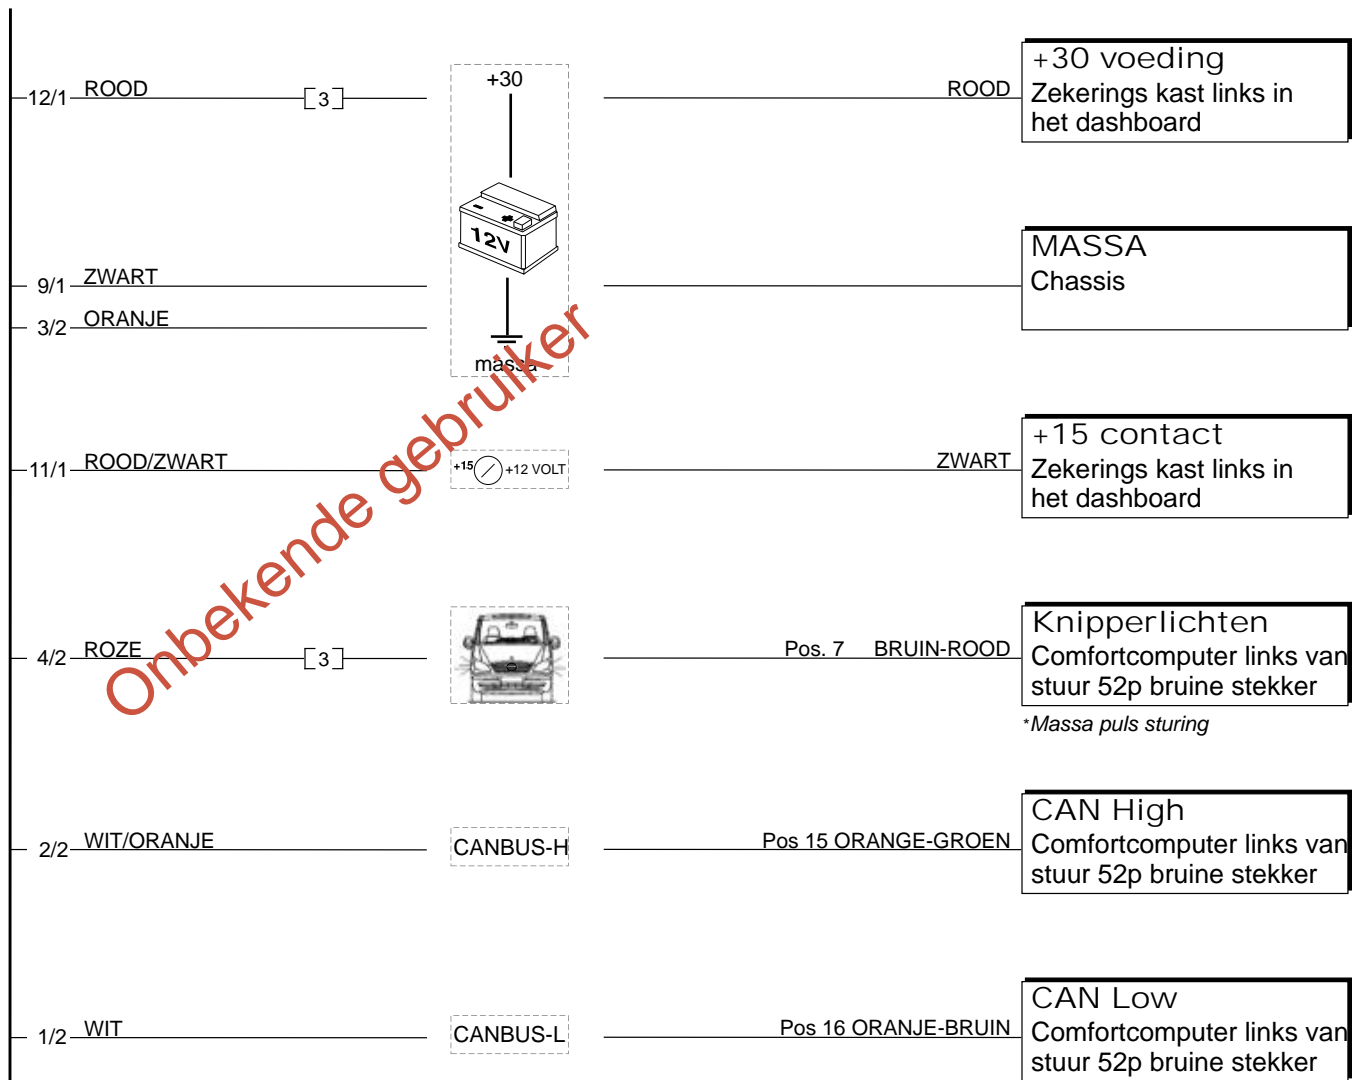 12/1 ROOD [3] +30 ROOD +30 voeding
Zekerings kast links in
het dashboard
12V
9/1 ZWART MASSA
Chassis
3/2 ORANJE
massa
11/1 ROOD/ZWART +15 +12 VOLT ZWART +15 contact
Zekerings kast links in
het dashboard
Onbekende gebruiker
4/2 ROZE [3] Pos. 7 BRUIN-ROOD Knipperlichten
Comfortcomputer links van
stuur 52p bruine stekker
*Massa puls sturing
2/2 WIT/ORANJE CANBUS-H Pos 15 ORANGE-GROEN CAN High
Comfortcomputer links van
stuur 52p bruine stekker
1/2 WIT CANBUS-L Pos 16 ORANJE-BRUIN CAN Low
Comfortcomputer links van
stuur 52p bruine stekker